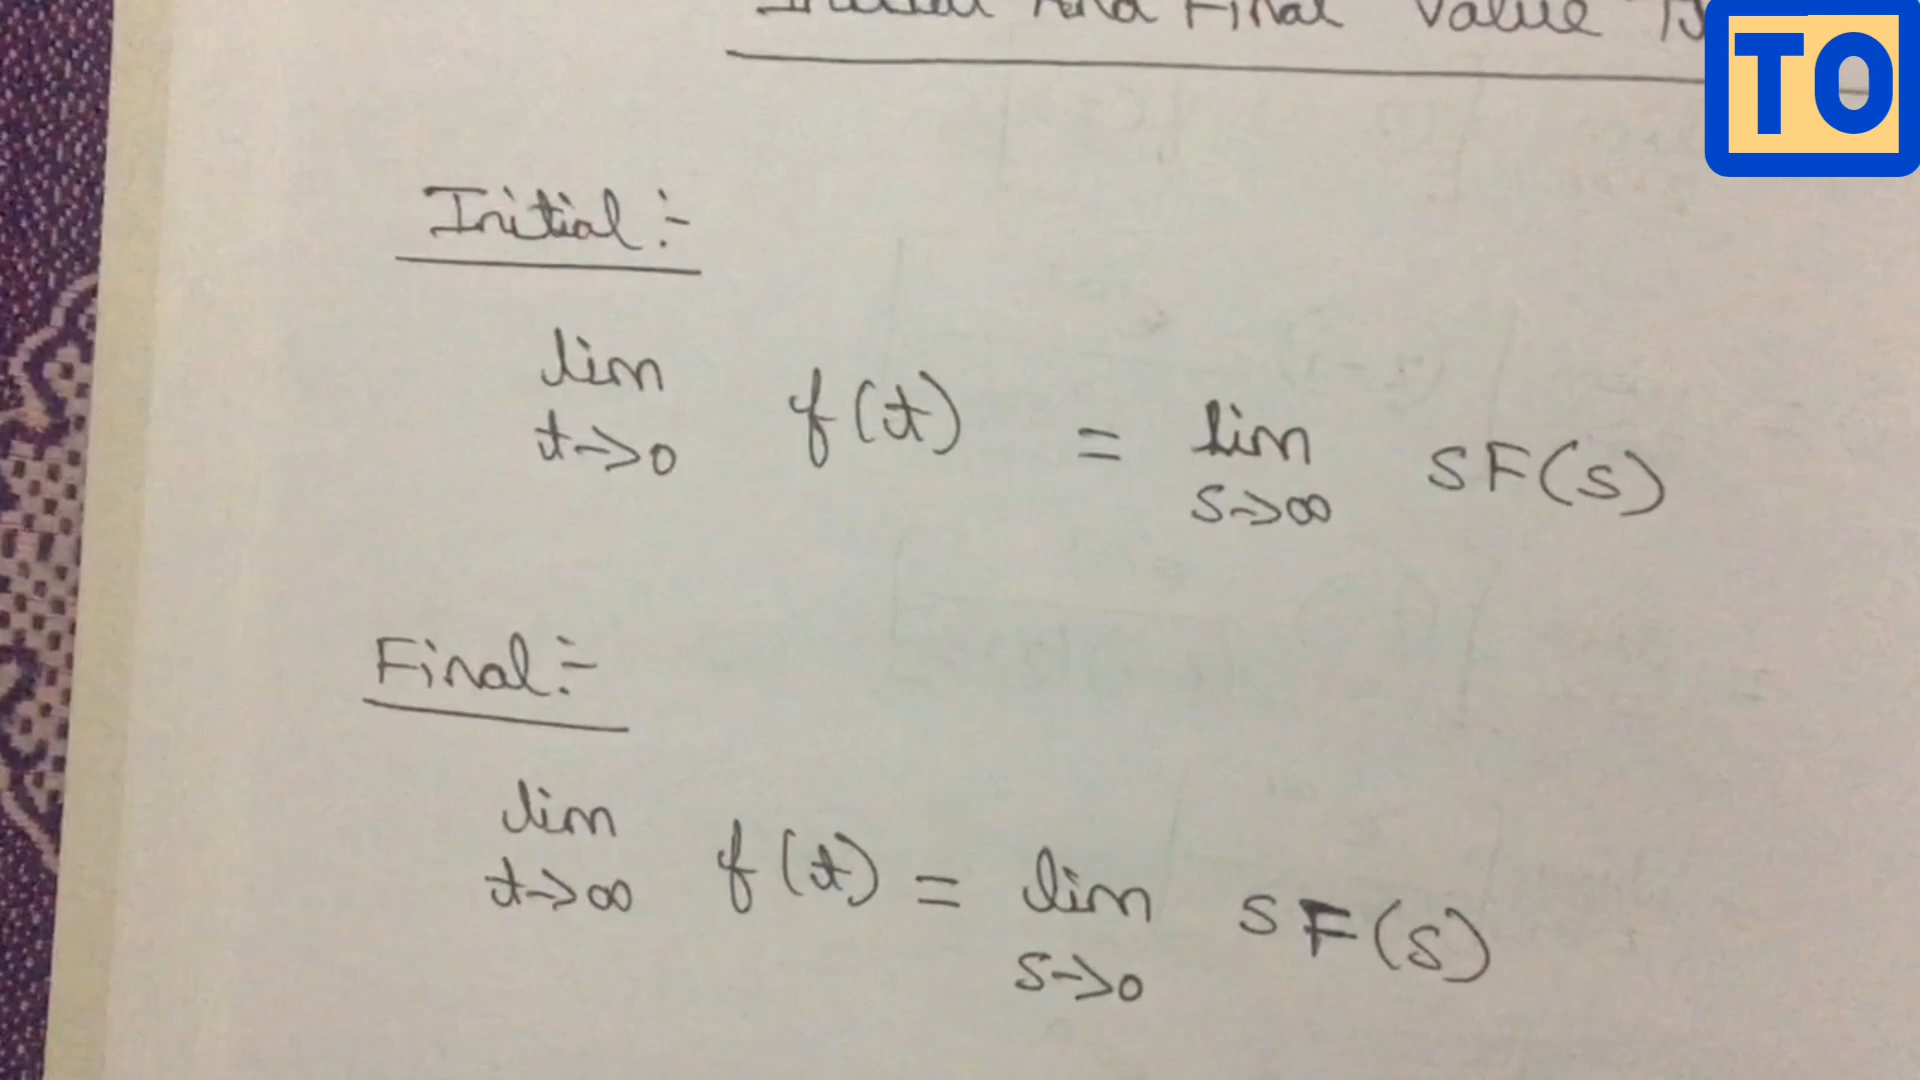 Initial And Final Value
TO
Initial :-
lim t->0 f(t) = lim s->∞ sF(s)
Final :-
lim t->∞ f(t) = lim s->0 sF(s)